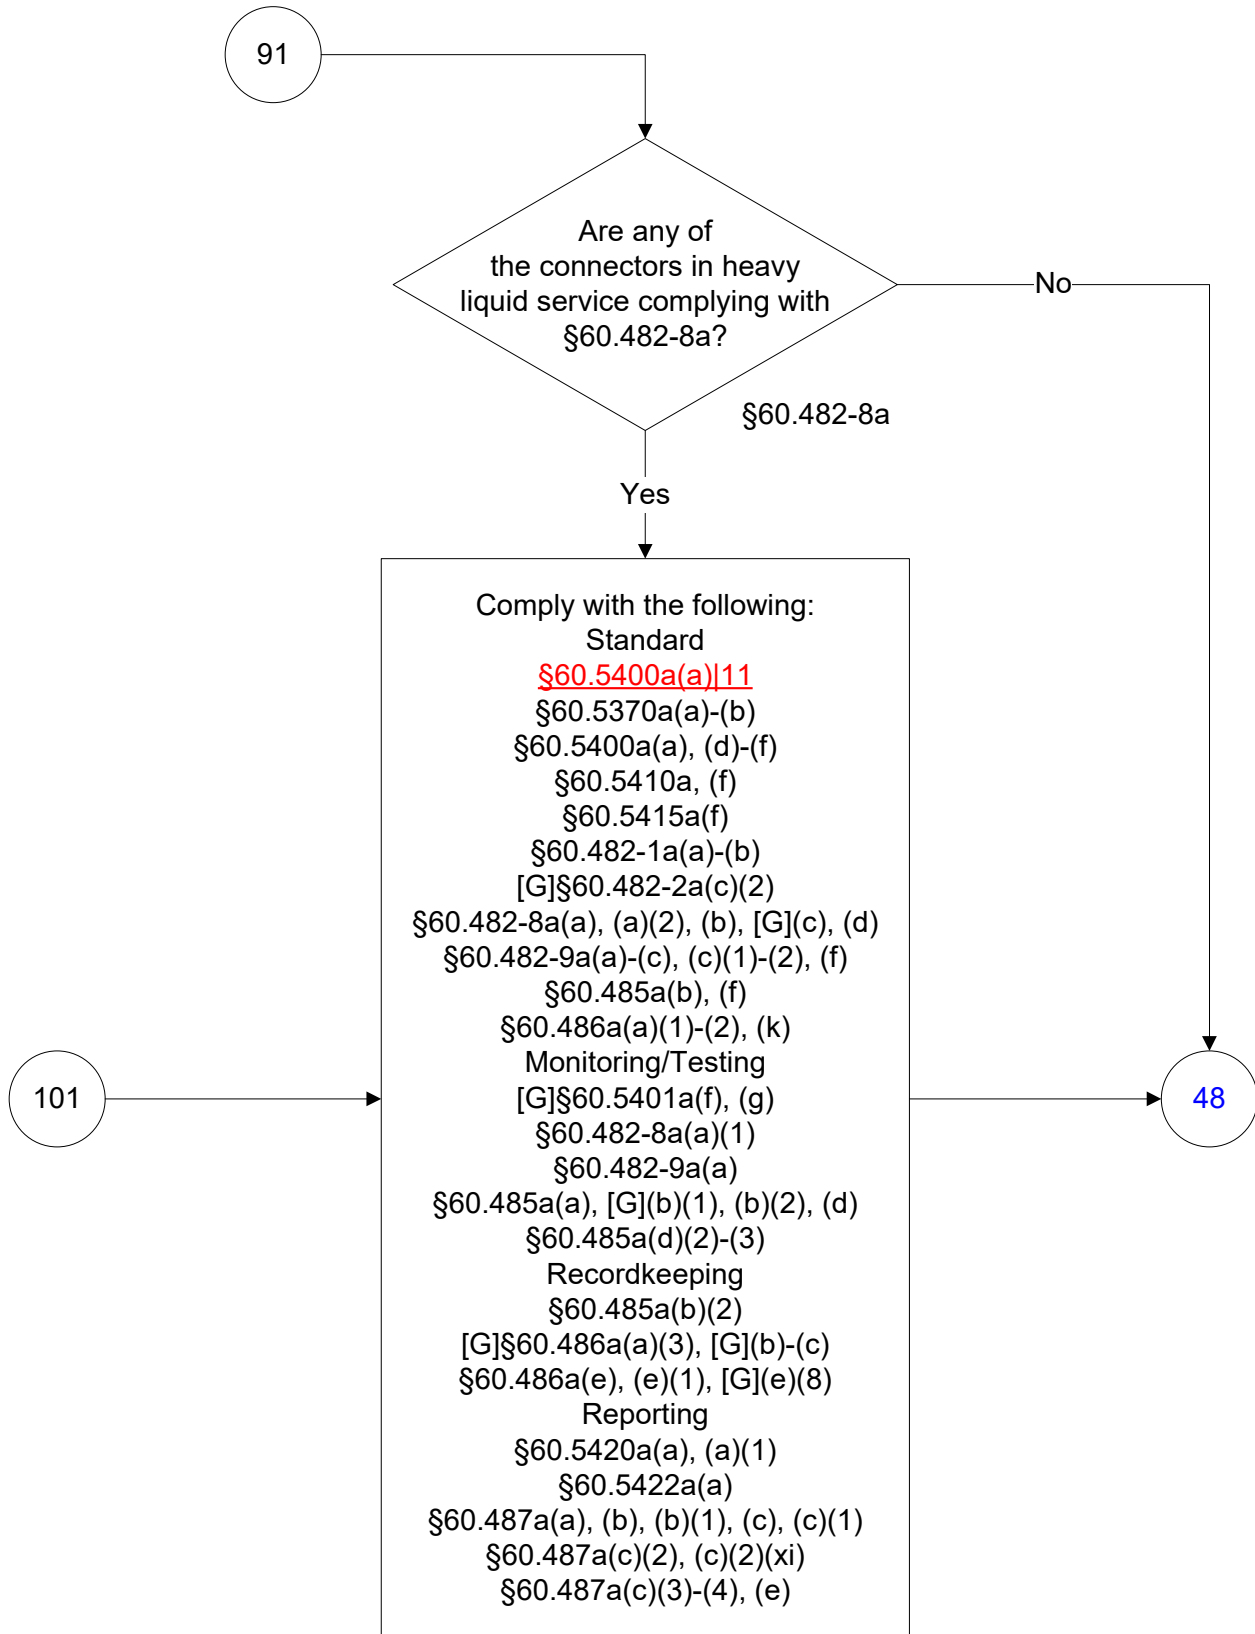 91
Are any of
the connectors in heavy
liquid service complying with
§60.482-8a?
No
§60.482-8a
Yes
Comply with the following:
Standard
§60.5400a(a)|11
§60.5370a(a)-(b)
§60.5400a(a), (d)-(f)
§60.5410a, (f)
§60.5415a(f)
§60.482-1a(a)-(b)
[G]§60.482-2a(c)(2)
§60.482-8a(a), (a)(2), (b), [G](c), (d)
§60.482-9a(a)-(c), (c)(1)-(2), (f)
§60.485a(b), (f)
§60.486a(a)(1)-(2), (k)
Monitoring/Testing
[G]§60.5401a(f), (g)
§60.482-8a(a)(1)
§60.482-9a(a)
§60.485a(a), [G](b)(1), (b)(2), (d)
§60.485a(d)(2)-(3)
Recordkeeping
§60.485a(b)(2)
[G]§60.486a(a)(3), [G](b)-(c)
§60.486a(e), (e)(1), [G](e)(8)
Reporting
§60.5420a(a), (a)(1)
§60.5422a(a)
§60.487a(a), (b), (b)(1), (c), (c)(1)
§60.487a(c)(2), (c)(2)(xi)
§60.487a(c)(3)-(4), (e)
101
48